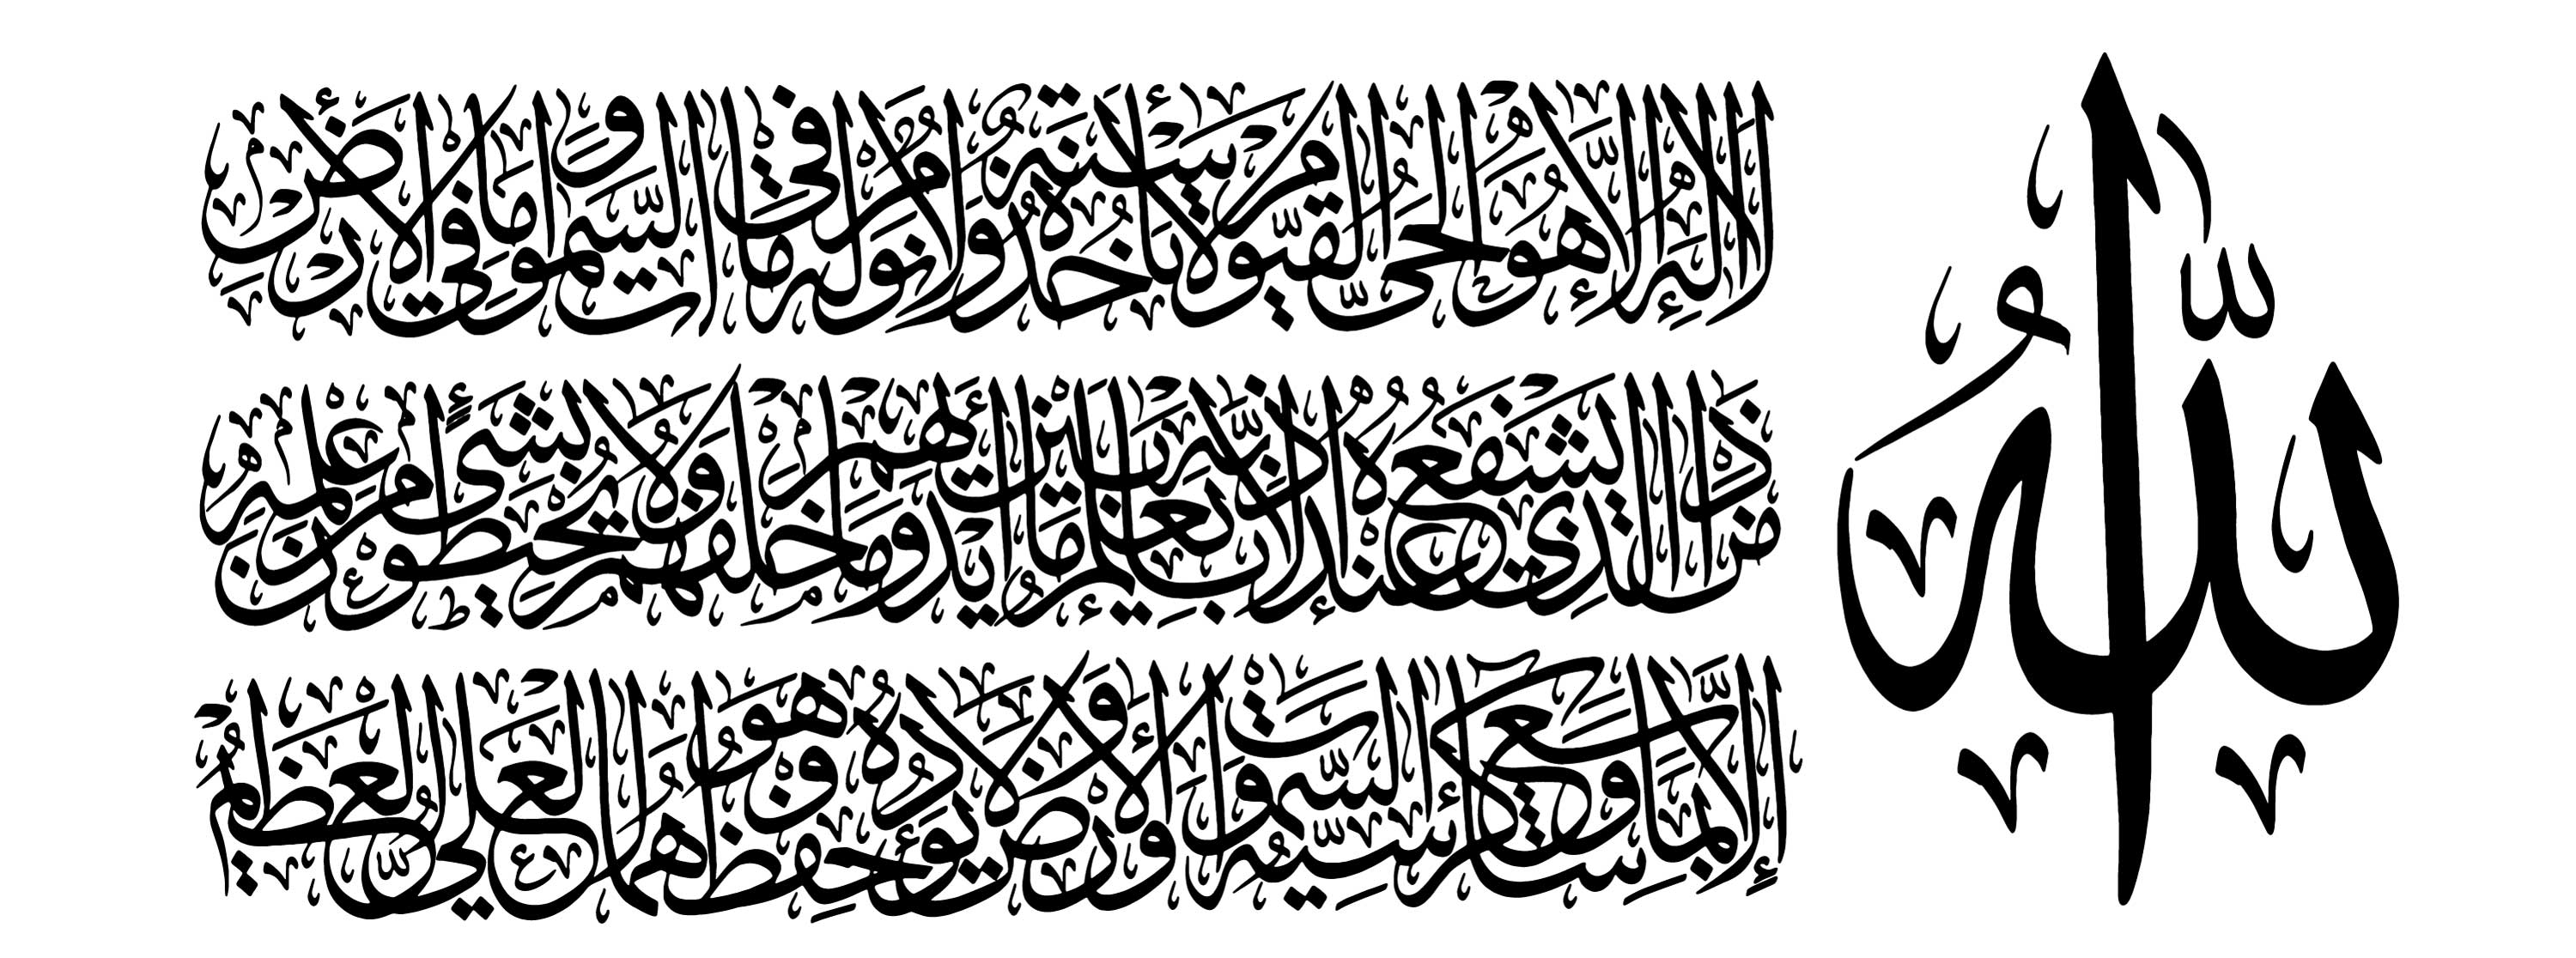 الله
لا إله إلا هو الحي القيوم لا تأخذه سنة ولا نوم له ما في السموات وما في الأرض
من ذا الذي يشفع عنده إلا بإذنه يعلم ما بين أيديهم وما خلفهم ولا يحيطون بشيء من علمه
إلا بما شاء وسع كرسيه السموات والأرض ولا يؤده حفظهما وهو العلي العظيم